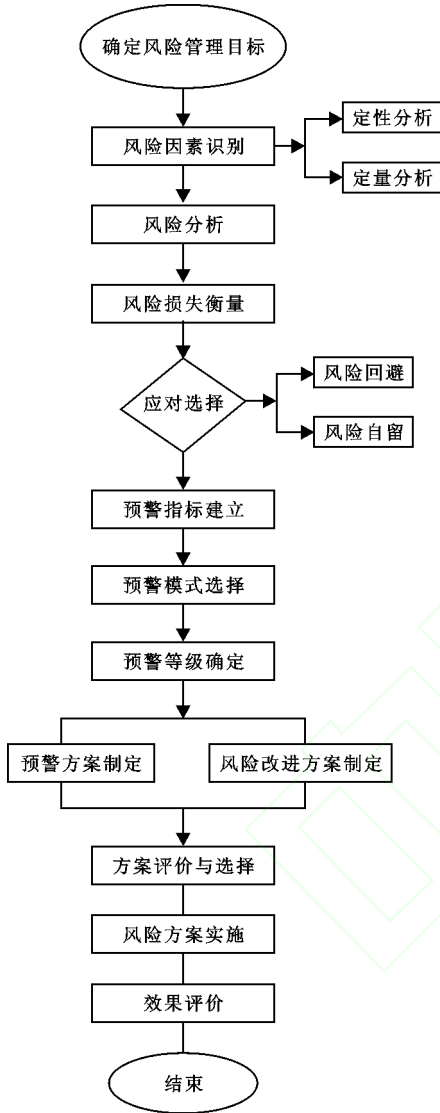 确定风险管理目标
风险因素识别
定性分析
定量分析
风险分析
风险损失衡量
应对选择
风险回避
风险自留
预警指标建立
预警模式选择
预警等级确定
预警方案制定
风险改进方案制定
方案评价与选择
风险方案实施
效果评价
结束